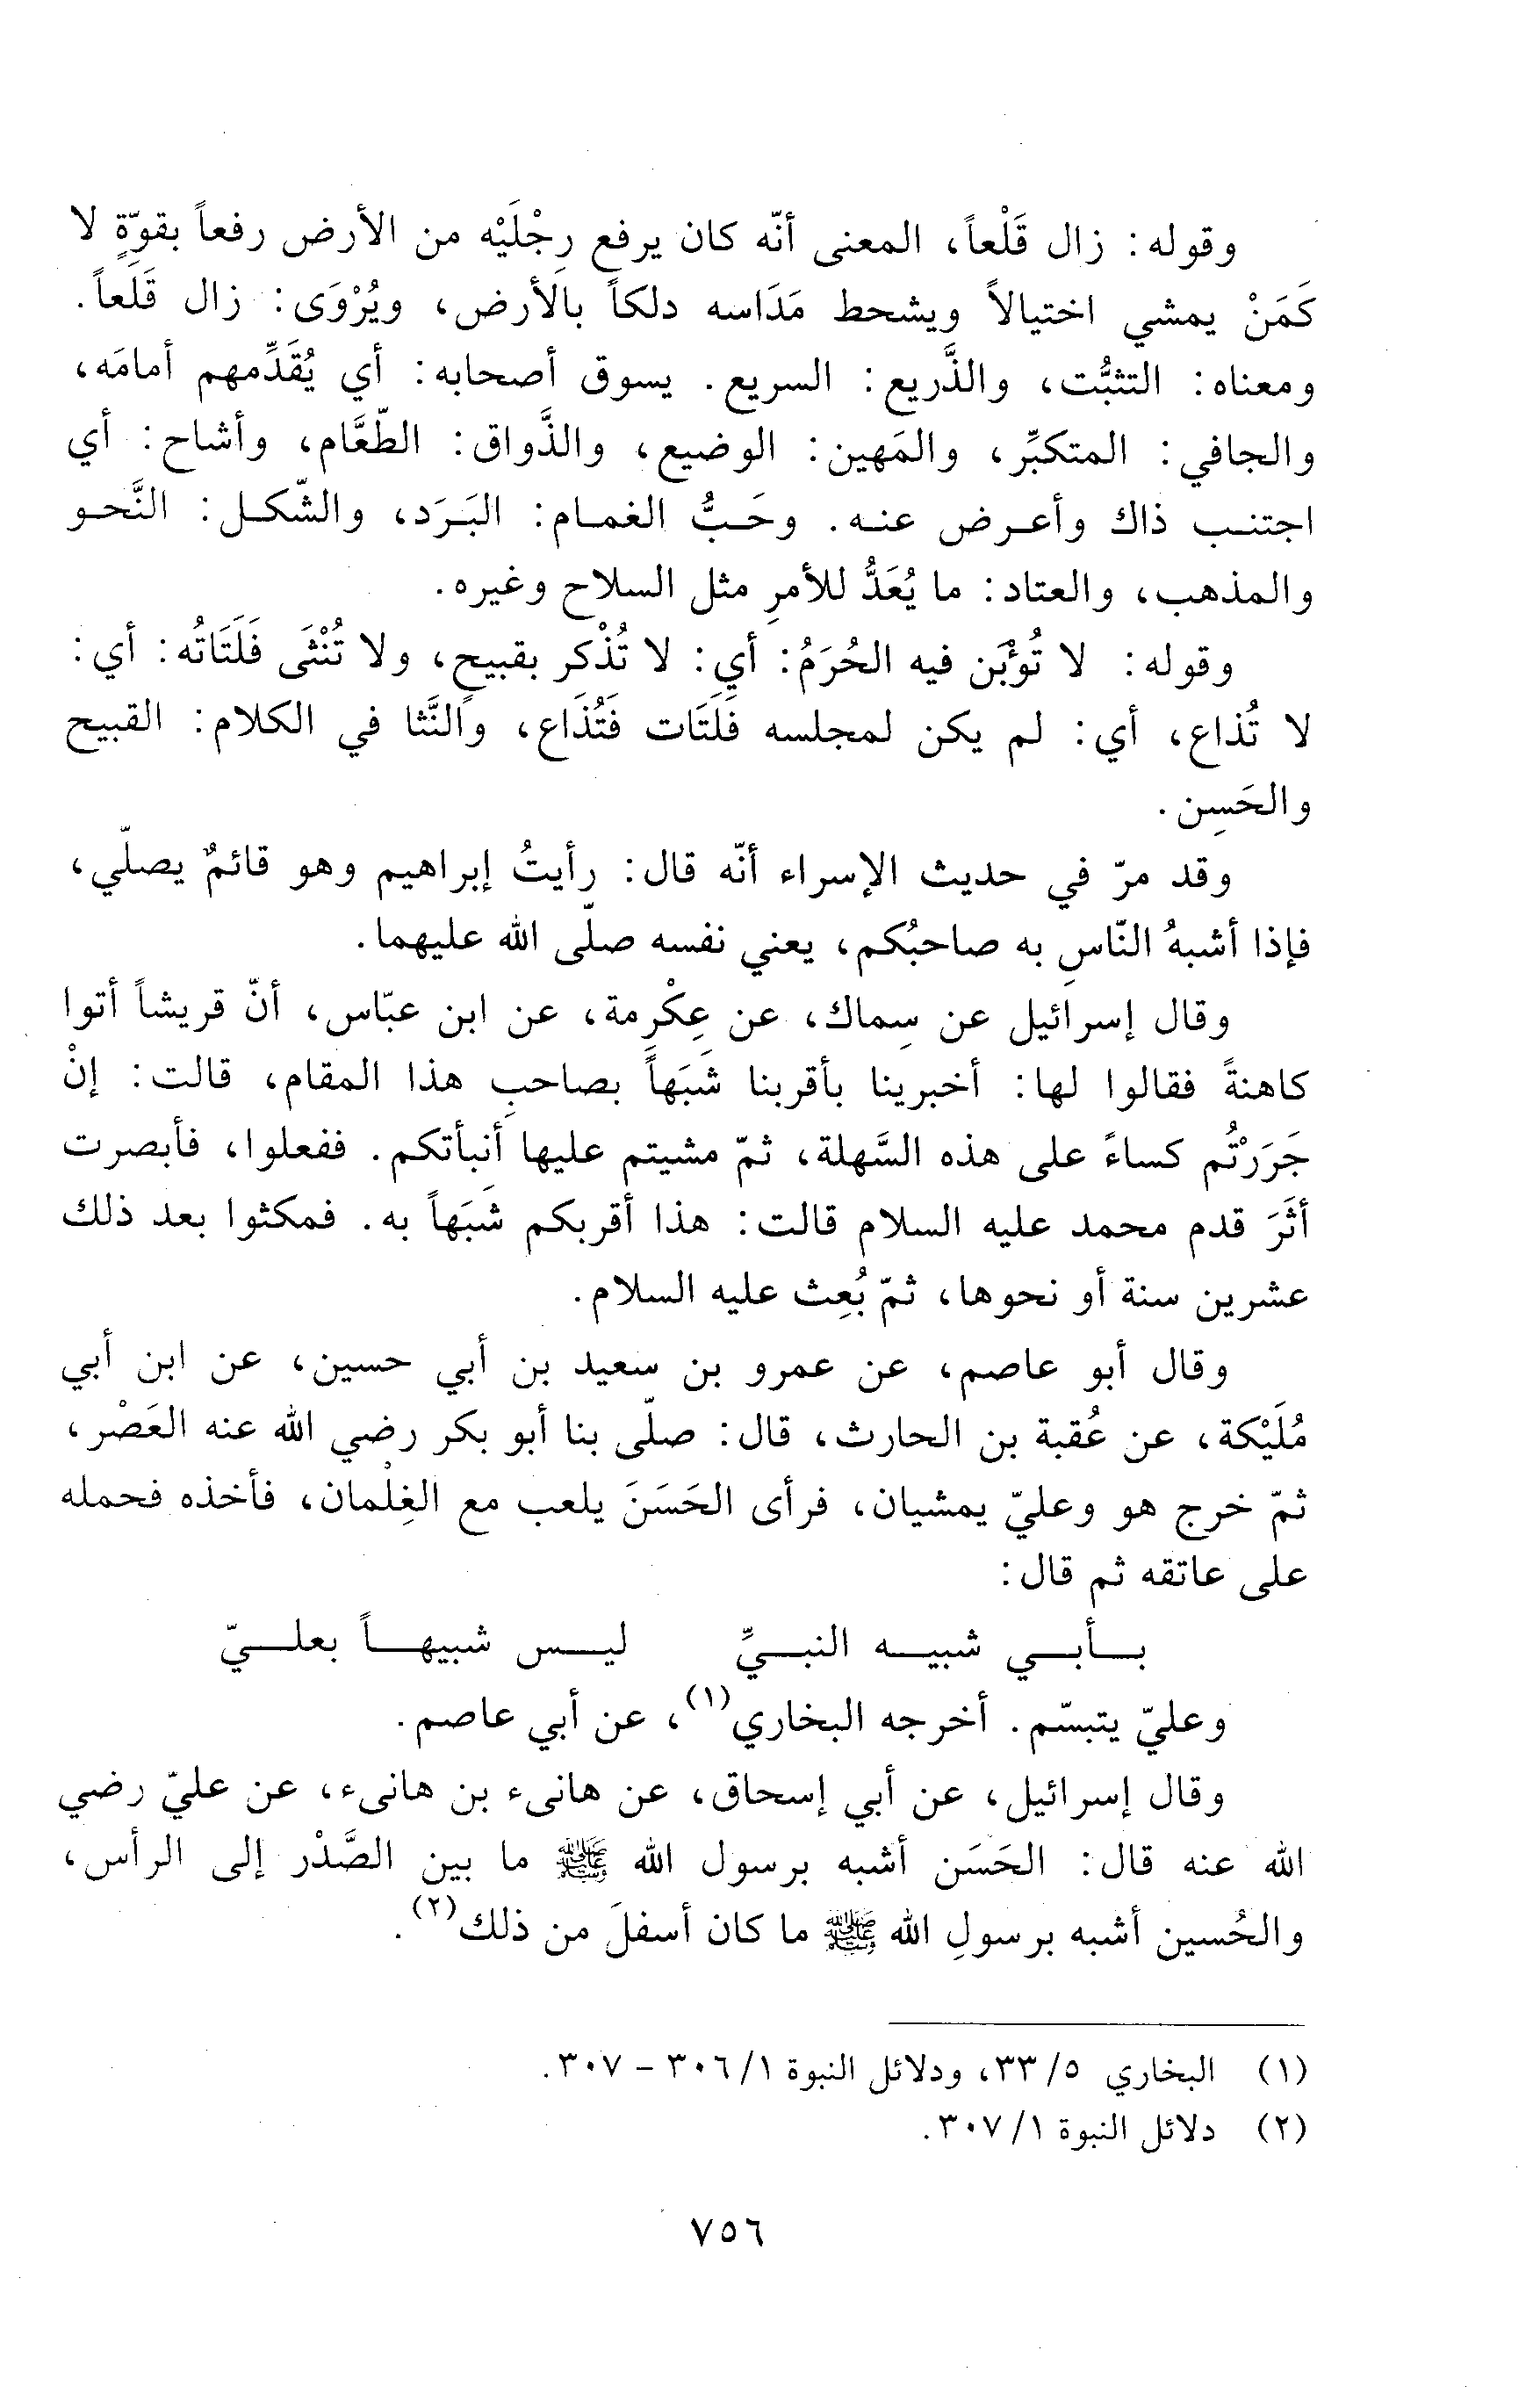 وقوله: زال قَلْعاً، المعنى أنّه كان يرفع رِجْلَيْه من الأرض رفعاً بقوّةٍ لا
كَمَنْ يمشي اختيالاً ويشحط مَدَاسه دلكاً بالأرض، ويُرْوَى: زال قَلَعاً.
ومعناه: التثبُّت، والذَّريع: السريع. يسوق أصحابه: أي يُقَدِّمهم أمامَه،
والجافي: المتكبِّر، والمَهين: الوضيع، والذَّواق: الطّعَّام، وأشاح: أي
اجتنب ذاك وأعرض عنه. وحَبُّ الغمام: البَرَد، والشّكل: النَّحو
والمذهب، والعتاد: ما يُعَدُّ للأمرِ مثل السلاح وغيره.
وقوله: لا تُؤْبَن فيه الحُرَمُ: أي: لا تُذْكر بقبيحٍ، ولا تُنْثَى فَلَتَاتُه: أي:
لا تُذاع، أي: لم يكن لمجلسه فَلَتَات فَتُذَاع، والنَّثا في الكلام: القبيح
والحَسِن.
وقد مرّ في حديث الإسراء أنّه قال: رأيتُ إبراهيم وهو قائمٌ يصلّي،
فإذا أشبهُ النّاسِ به صاحبُكم، يعني نفسه صلّى الله عليهما.
وقال إسرائيل عن سِماك، عن عِكْرِمة، عن ابن عبّاس، أنّ قريشاً أتوا
كاهنةً فقالوا لها: أخبرينا بأقربنا شَبَهاً بصاحبِ هذا المقام، قالت: إنْ
جَرَرْتُم كساءً على هذه السَّهلة، ثمّ مشيتم عليها أنبأتكم. ففعلوا، فأبصرت
أثَرَ قدم محمد عليه السلام قالت: هذا أقربكم شَبَهاً به. فمكثوا بعد ذلك
عشرين سنة أو نحوها، ثمّ بُعِث عليه السلام.
وقال أبو عاصم، عن عمرو بن سعيد بن أبي حسين، عن ابن أبي
مُلَيْكة، عن عُقبة بن الحارث، قال: صلّى بنا أبو بكر رضي الله عنه العَصْر،
ثمّ خرج هو وعليّ يمشيان، فرأى الحَسَنَ يلعب مع الغِلْمان، فأخذه فحمله
على عاتقه ثم قال:
بأبي شبيه النبيِّ ليس شبيهاً بعليّ
وعليّ يتبسّم. أخرجه البخاري(١)، عن أبي عاصم.
وقال إسرائيل، عن أبي إسحاق، عن هانىء بن هانىء، عن عليّ رضي
الله عنه قال: الحَسَن أشبه برسول الله ﷺ ما بين الصَّدْر إلى الرأس،
والحُسين أشبه برسولِ الله ﷺ ما كان أسفلَ من ذلك(٢).
(١) البخاري ٥/ ٣٣، ودلائل النبوة ١/ ٣٠٦ - ٣٠٧.
(٢) دلائل النبوة ١/ ٣٠٧.
٧٥٦